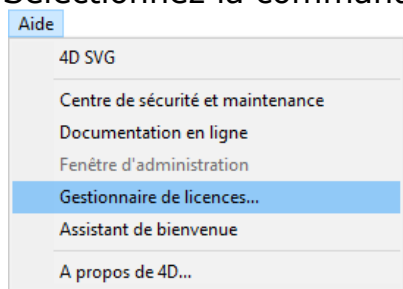 Sélectionnez la command
Aide
4D SVG
Centre de sécurité et maintenance
Documentation en ligne
Fenêtre d'administration
Gestionnaire de licences...
Assistant de bienvenue
A propos de 4D...